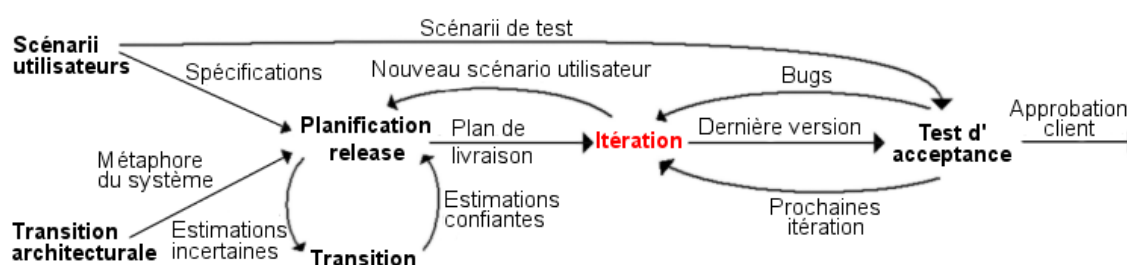 Scénarii de test
Scénarii
utilisateurs
Spécifications
Nouveau scénario utilisateur
Bugs
Planification
release
Plan de
livraison
Itération
Dernière version
Test d'
acceptance
Approbation
client
Métaphore
du système
Transition
architecturale
Estimations
incertaines
Estimations
confiantes
Prochaines
itération
Transition